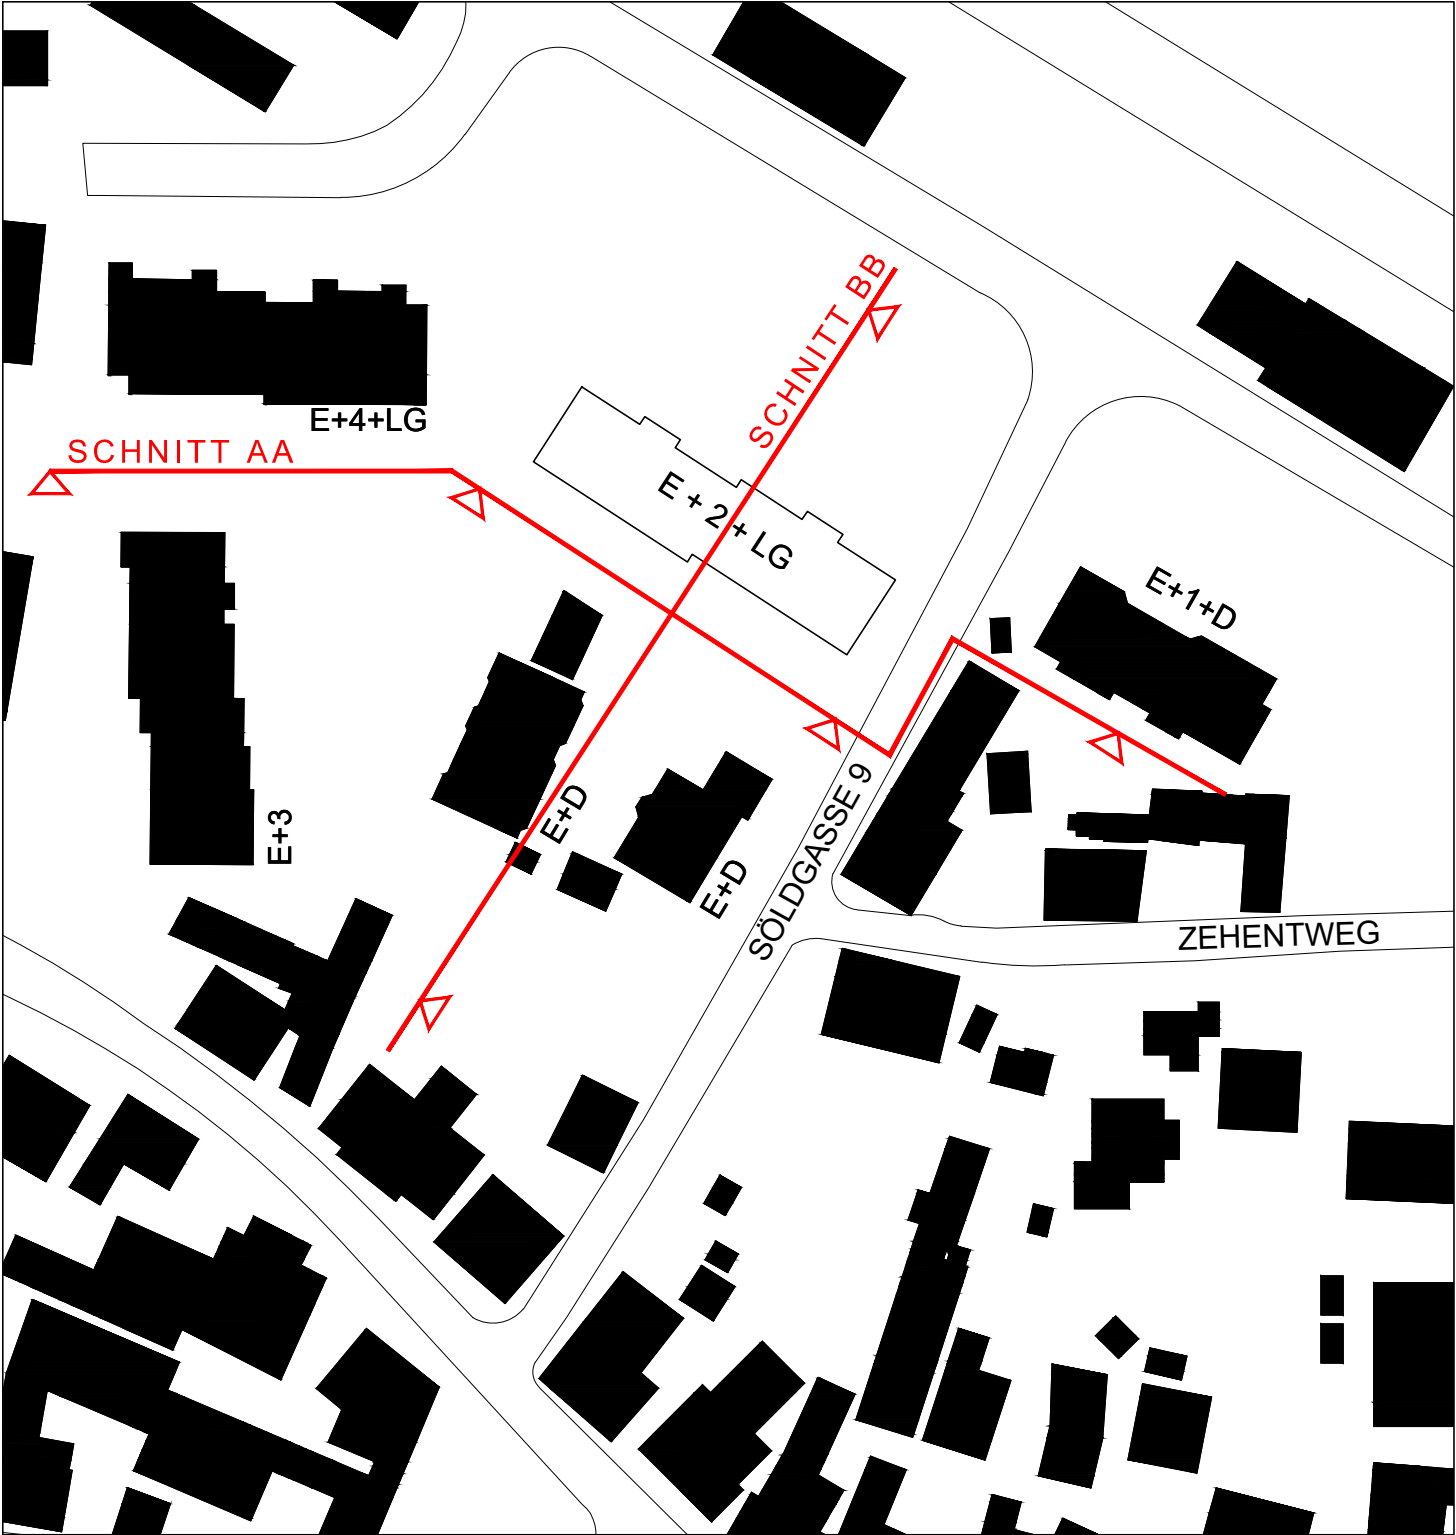 SCHNITT BB
E+4+LG
SCHNITT AA
E + 2 + LG
E+1+D
E+3
E+D
E+D
SÖLDGASSE 9
ZEHENTWEG